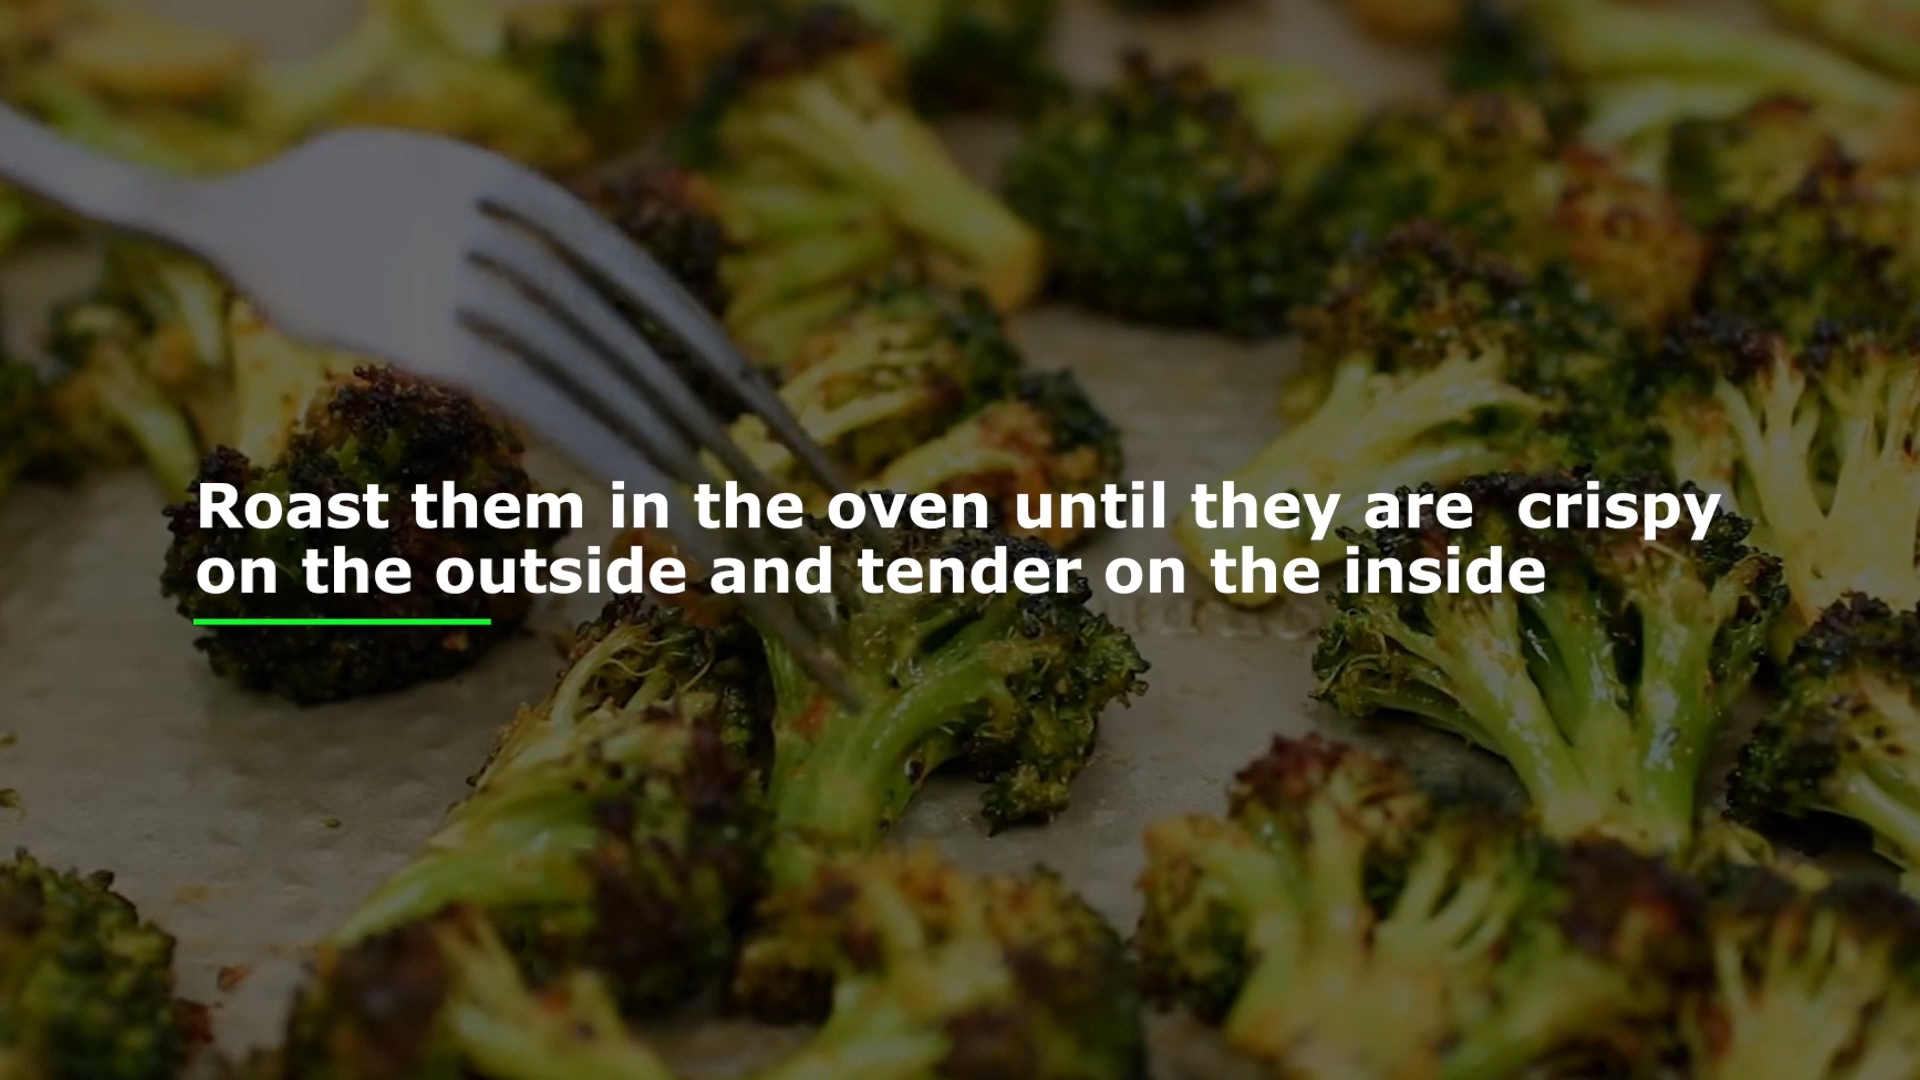 Roast them in the oven until they are  crispy
on the outside and tender on the inside